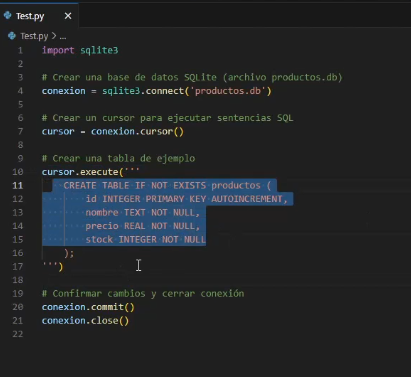 Test.py ×
Test.py > ...
1 import sqlite3
2
3 # Crear una base de datos SQLite (archivo productos.db)
4 conexion = sqlite3.connect('productos.db')
5
6 # Crear un cursor para ejecutar sentencias SQL
7 cursor = conexion.cursor()
8
9 # Crear una tabla de ejemplo
10 cursor.execute('''
11 CREATE TABLE IF NOT EXISTS productos (
12 id INTEGER PRIMARY KEY AUTOINCREMENT,
13 nombre TEXT NOT NULL,
14 precio REAL NOT NULL,
15 stock INTEGER NOT NULL
16 );
17 ''')
18
19 # Confirmar cambios y cerrar conexión
20 conexion.commit()
21 conexion.close()
22